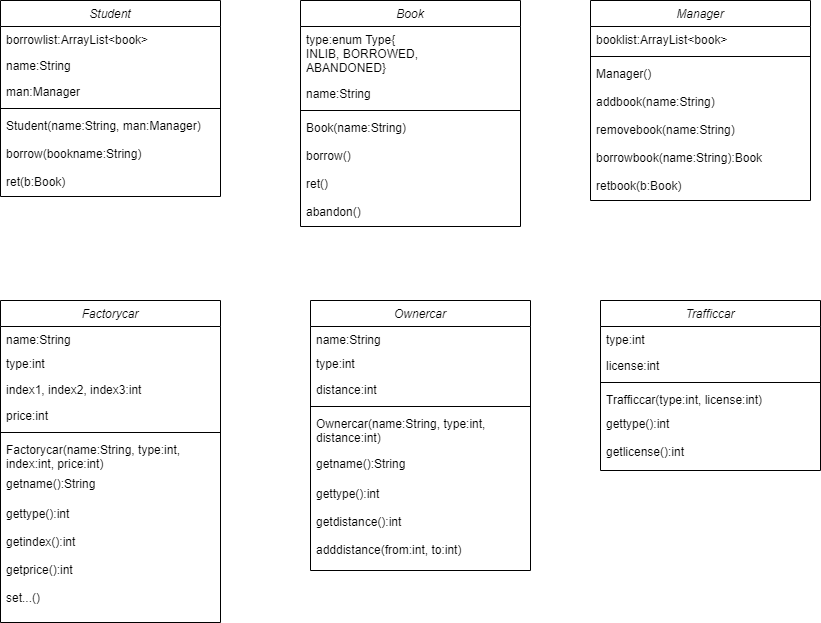 Student
borrowlist:ArrayList<book>
name:String
man:Manager
Student(name:String, man:Manager)
borrow(bookname:String)
ret(b:Book)
Book
type:enum Type{
INLIB, BORROWED,
ABANDONED}
name:String
Book(name:String)
borrow()
ret()
abandon()
Manager
booklist:ArrayList<book>
Manager()
addbook(name:String)
removebook(name:String)
borrowbook(name:String):Book
retbook(b:Book)
Factorycar
name:String
type:int
index1, index2, index3:int
price:int
Factorycar(name:String, type:int,
index:int, price:int)
getname():String
gettype():int
getindex():int
getprice():int
set...()
Ownercar
name:String
type:int
distance:int
Ownercar(name:String, type:int,
distance:int)
getname():String
gettype():int
getdistance():int
adddistance(from:int, to:int)
Trafficcar
type:int
license:int
Trafficcar(type:int, license:int)
gettype():int
getlicense():int